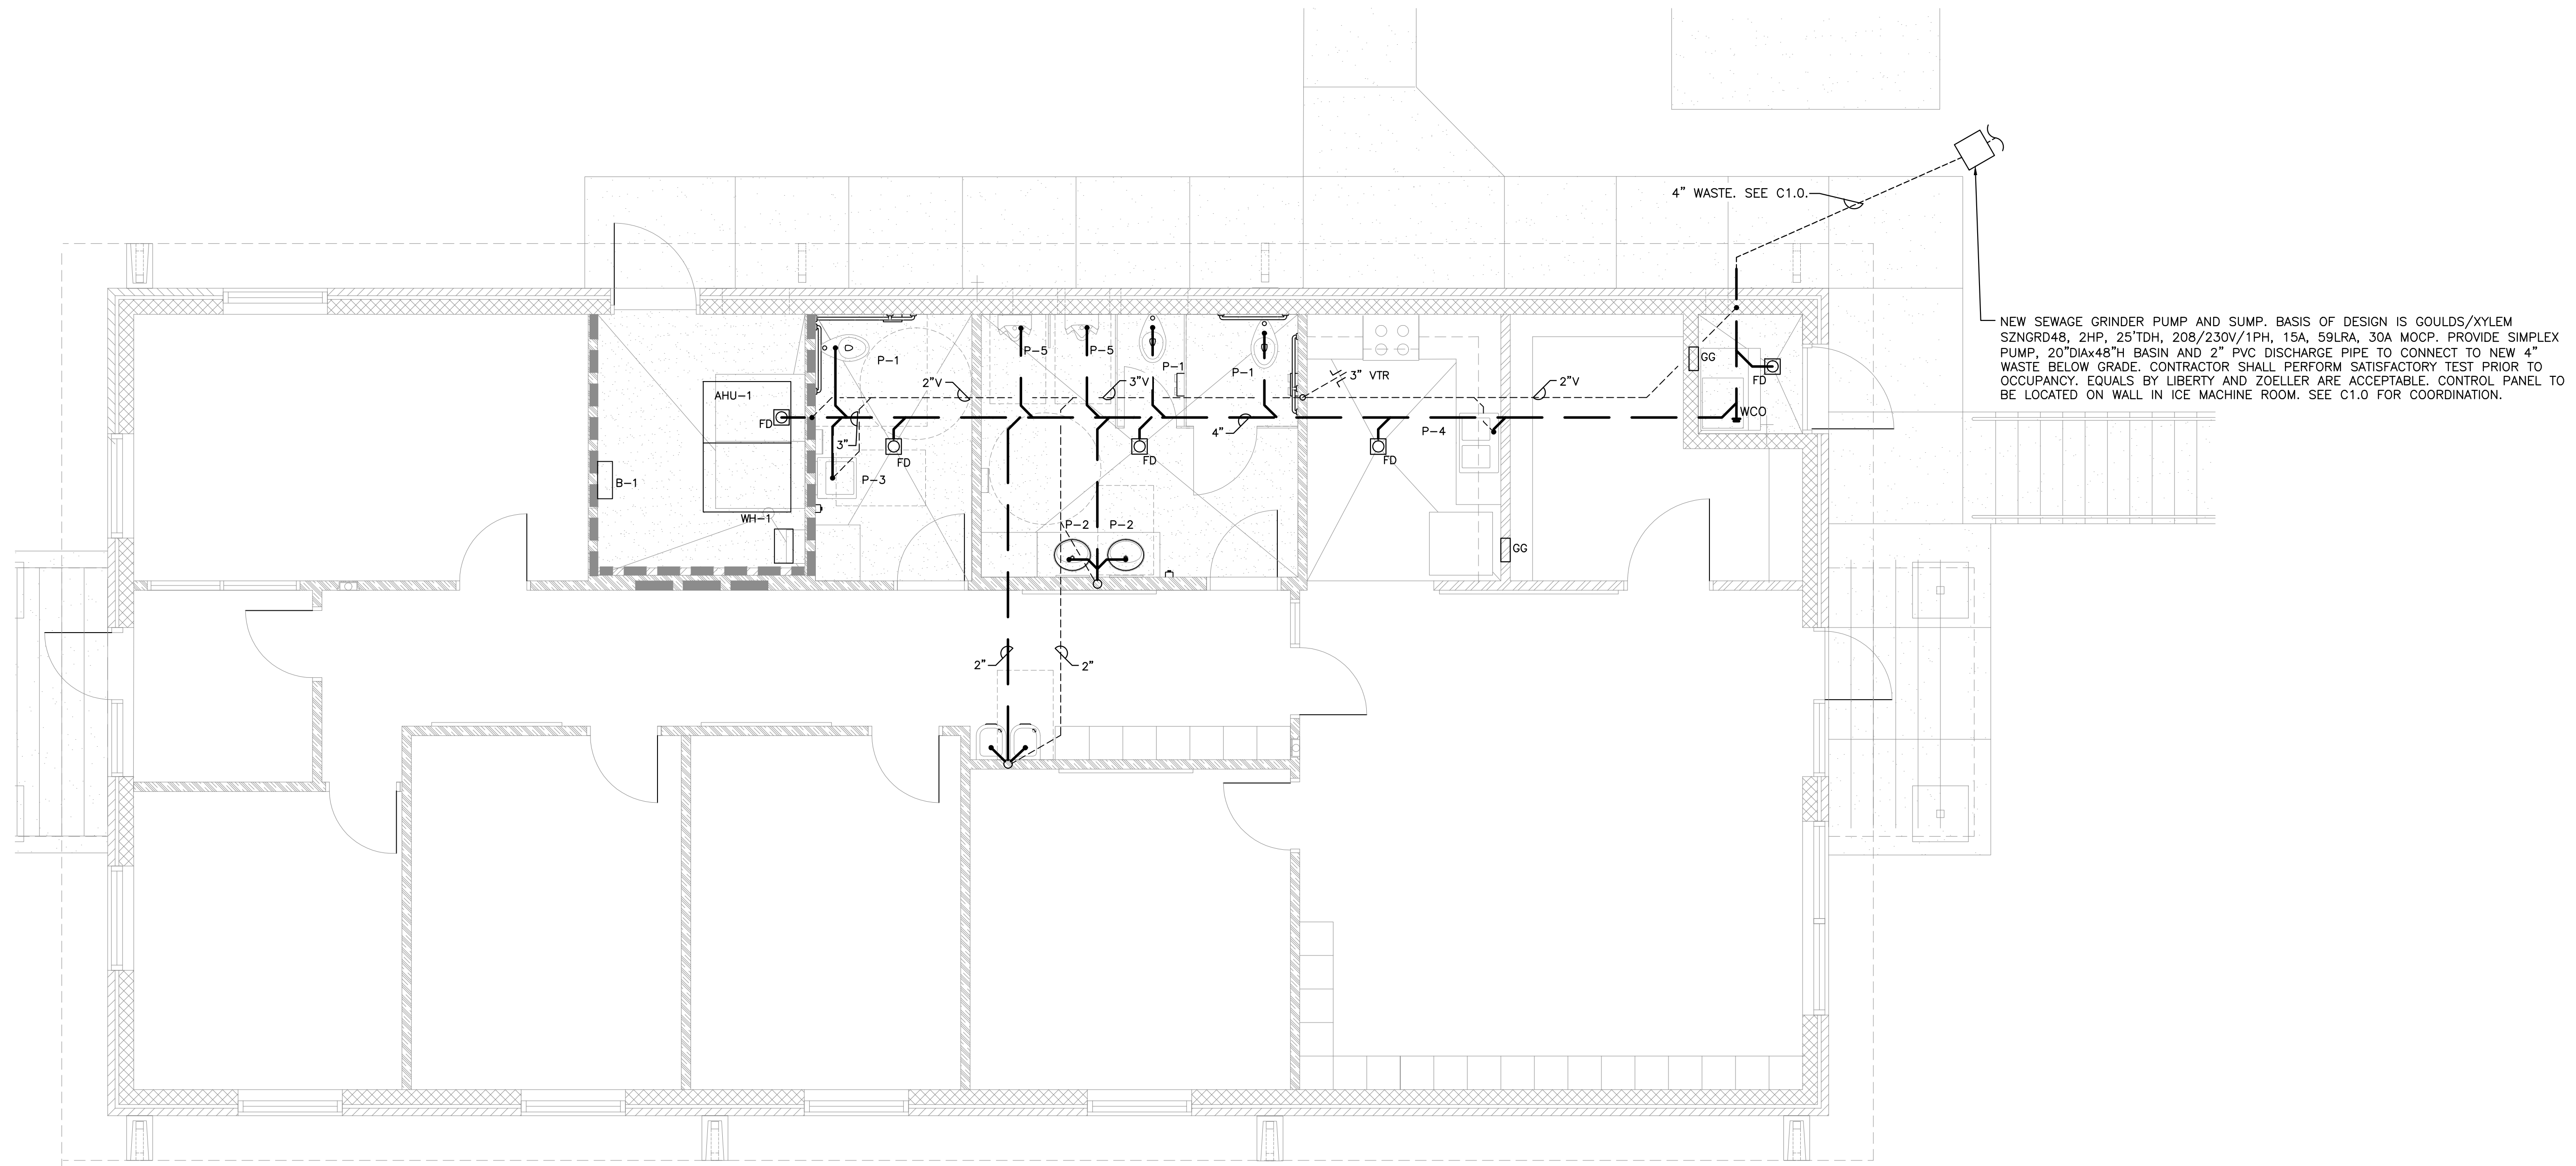 4" WASTE. SEE C1.0.
NEW SEWAGE GRINDER PUMP AND SUMP. BASIS OF DESIGN IS GOULDS/XYLEM
SZNGRD48, 2HP, 25'TDH, 208/230V/1PH, 15A, 59LRA, 30A MOCP. PROVIDE SIMPLEX
PUMP, 20"DIAx48"H BASIN AND 2" PVC DISCHARGE PIPE TO CONNECT TO NEW 4"
WASTE BELOW GRADE. CONTRACTOR SHALL PERFORM SATISFACTORY TEST PRIOR TO
OCCUPANCY. EQUALS BY LIBERTY AND ZOELLER ARE ACCEPTABLE. CONTROL PANEL TO
BE LOCATED ON WALL IN ICE MACHINE ROOM. SEE C1.0 FOR COORDINATION.
P-5
P-5
P-1
GG
P-1
P-1
3" VTR
FD
2"V
3"V
2"V
AHU-1
WCO
FD
4"
P-4
3"
FD
FD
FD
P-3
B-1
WH-1
P-2
P-2
GG
2"
2"